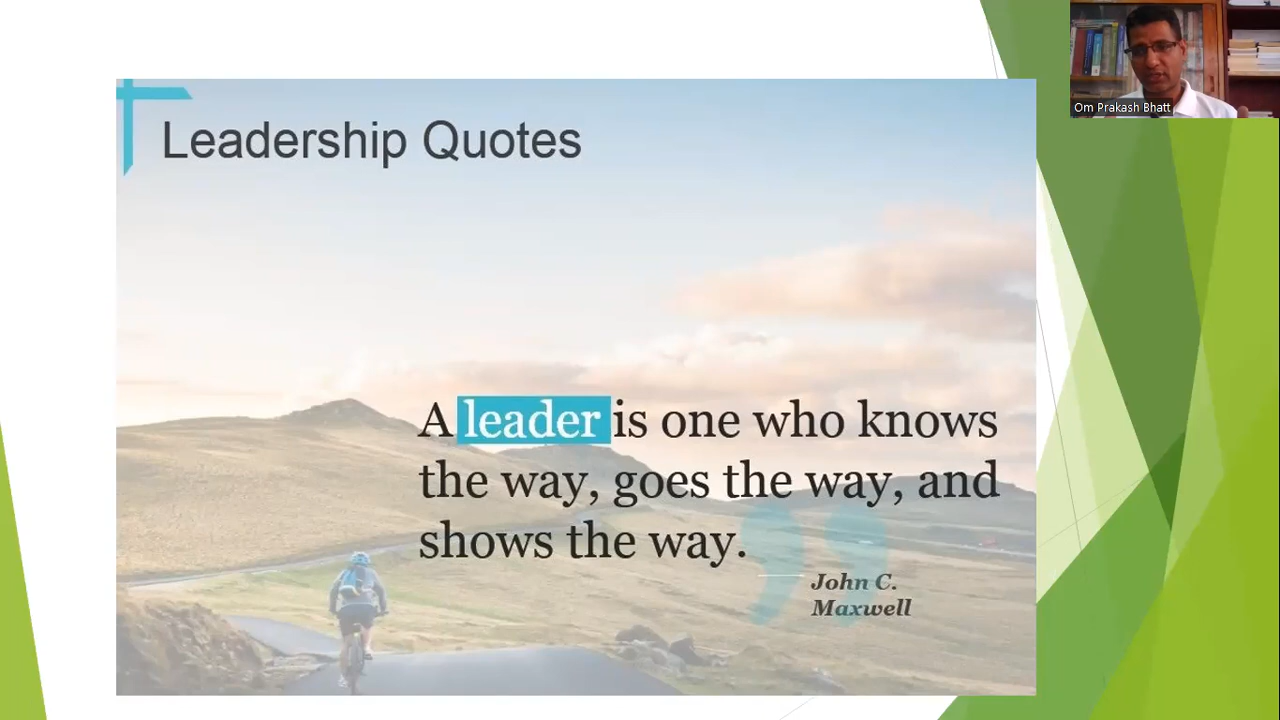 Leadership Quotes
A leader is one who knows
the way, goes the way, and
shows the way.
John C.
Maxwell
Om Prakash Bhatt